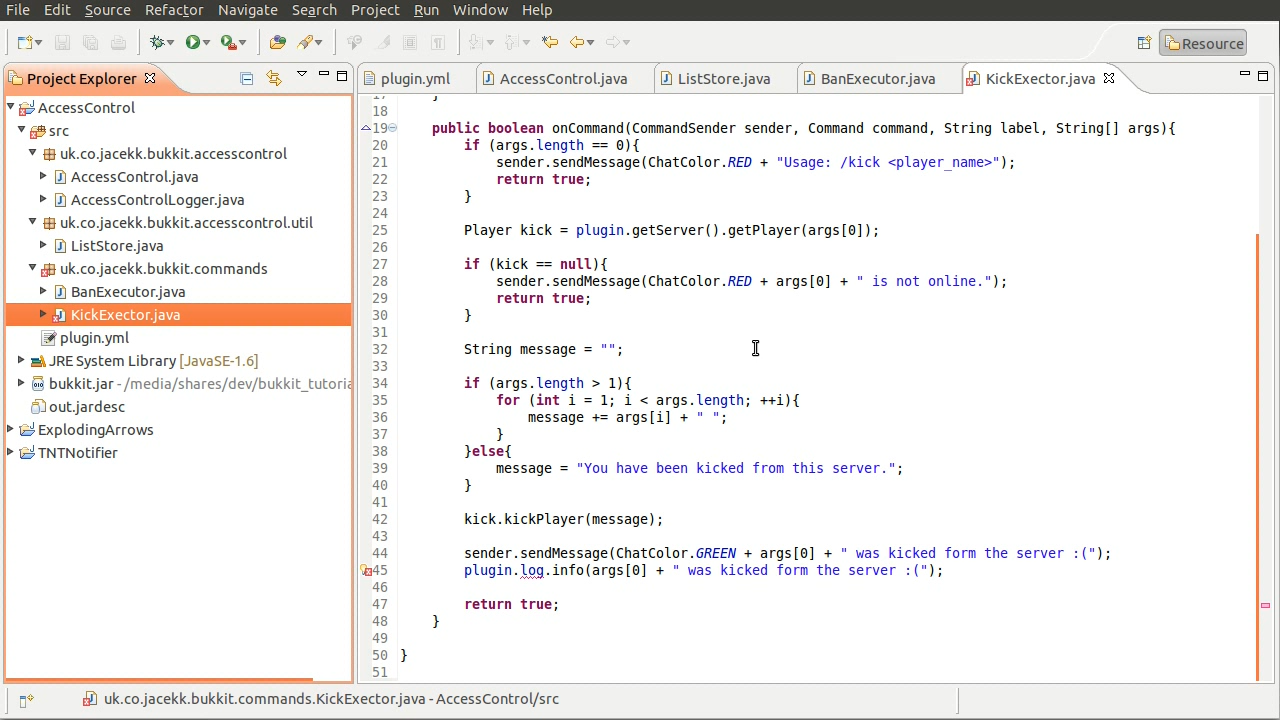 File Edit Source Refactor Navigate Search Project Run Window Help
Resource
Project Explorer
plugin.yml AccessControl.java ListStore.java BanExecutor.java KickExector.java
AccessControl
src
uk.co.jacekk.bukkit.accesscontrol
AccessControl.java
AccessControlLogger.java
uk.co.jacekk.bukkit.accesscontrol.util
ListStore.java
uk.co.jacekk.bukkit.commands
BanExecutor.java
KickExector.java
plugin.yml
JRE System Library [JavaSE-1.6]
bukkit.jar - /media/shares/dev/bukkit_tutoria
out.jardesc
ExplodingArrows
TNTNotifier
17 }
18
19 public boolean onCommand(CommandSender sender, Command command, String label, String[] args){
20 if (args.length == 0){
21 sender.sendMessage(ChatColor.RED + "Usage: /kick <player_name>");
22 return true;
23 }
24
25 Player kick = plugin.getServer().getPlayer(args[0]);
26
27 if (kick == null){
28 sender.sendMessage(ChatColor.RED + args[0] + " is not online.");
29 return true;
30 }
31
32 String message = "";
33
34 if (args.length > 1){
35 for (int i = 1; i < args.length; ++i){
36 message += args[i] + " ";
37 }
38 }else{
39 message = "You have been kicked from this server.";
40 }
41
42 kick.kickPlayer(message);
43
44 sender.sendMessage(ChatColor.GREEN + args[0] + " was kicked form the server :(");
45 plugin.log.info(args[0] + " was kicked form the server :(");
46
47 return true;
48 }
49
50 }
51
uk.co.jacekk.bukkit.commands.KickExector.java - AccessControl/src